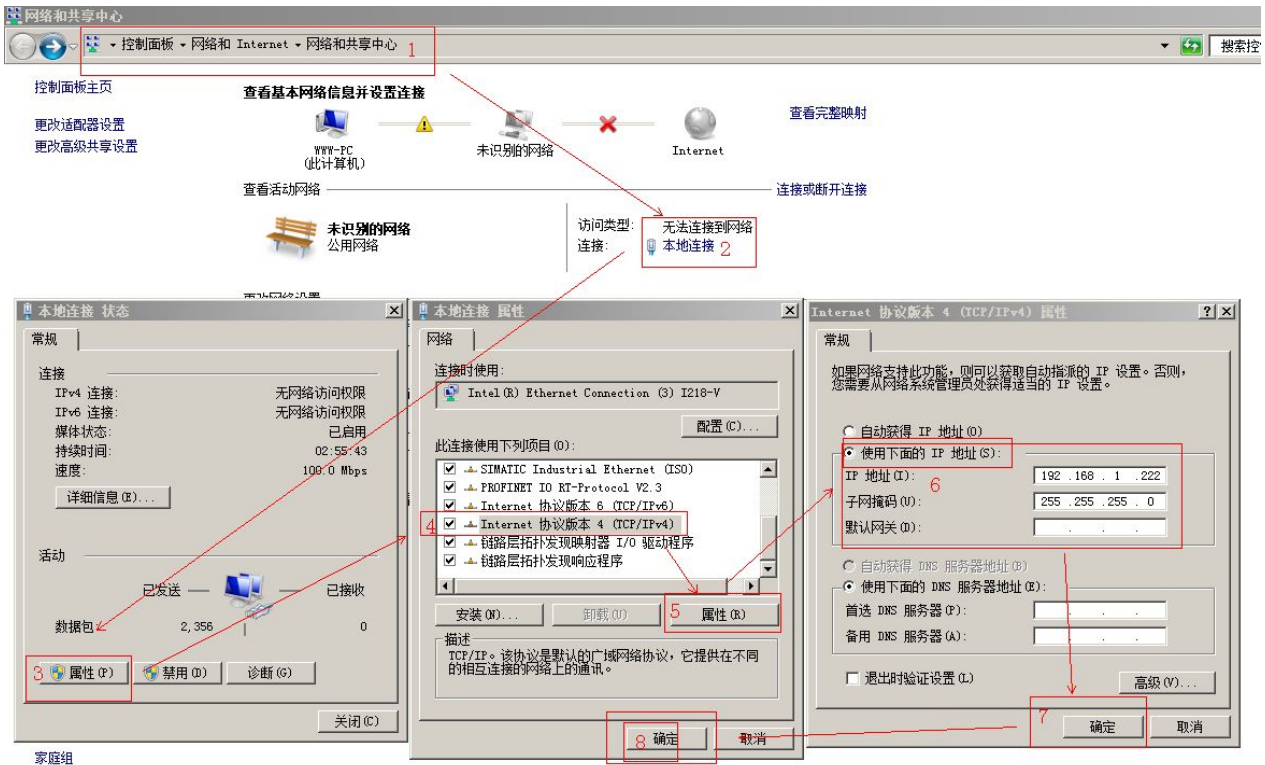 网络和共享中心
控制面板 网络和 Internet 网络和共享中心 1
搜索控
控制面板主页
更改适配器设置
更改高级共享设置
查看基本网络信息并设置连接
查看完整映射
WWW-PC
(此计算机)
未识别的网络
Internet
查看活动网络
连接或断开连接
未识别的网络
公用网络
访问类型: 无法连接到网络
连接: 本地连接 2
更改网络设置
本地连接 状态
常规
连接
IPv4 连接: 无网络访问权限
IPv6 连接: 无网络访问权限
媒体状态: 已启用
持续时间: 02:55:43
速度: 100.0 Mbps
详细信息(E)...
活动
已发送 — — 已接收
数据包: 2,356 0
3 属性(P) 禁用(D) 诊断(G)
关闭(C)
家庭组
本地连接 属性
网络
连接时使用:
Intel(R) Ethernet Connection (3) I218-V
配置(C)...
此连接使用下列项目(O):
SIMATIC Industrial Ethernet (ISO)
PROFINET IO RT-Protocol V2.3
Internet 协议版本 6 (TCP/IPv6)
4 Internet 协议版本 4 (TCP/IPv4)
链路层拓扑发现映射器 I/O 驱动程序
链路层拓扑发现响应程序
安装(N)... 卸载(U) 5 属性(R)
描述
TCP/IP。该协议是默认的广域网络协议，它提供在不同
的相互连接的网络上的通讯。
8 确定 取消
Internet 协议版本 4 (TCP/IPv4) 属性
常规
如果网络支持此功能，则可以获取自动指派的 IP 设置。否则，
您需要从网络系统管理员处获得适当的 IP 设置。
自动获得 IP 地址(O)
使用下面的 IP 地址(S):
IP 地址(I): 6 192 .168 . 1 .222
子网掩码(U): 255 .255 .255 . 0
默认网关(D): . . .
自动获得 DNS 服务器地址(B)
使用下面的 DNS 服务器地址(E):
首选 DNS 服务器(P): . . .
备用 DNS 服务器(A): . . .
退出时验证设置(L)
高级(V)...
7 确定 取消